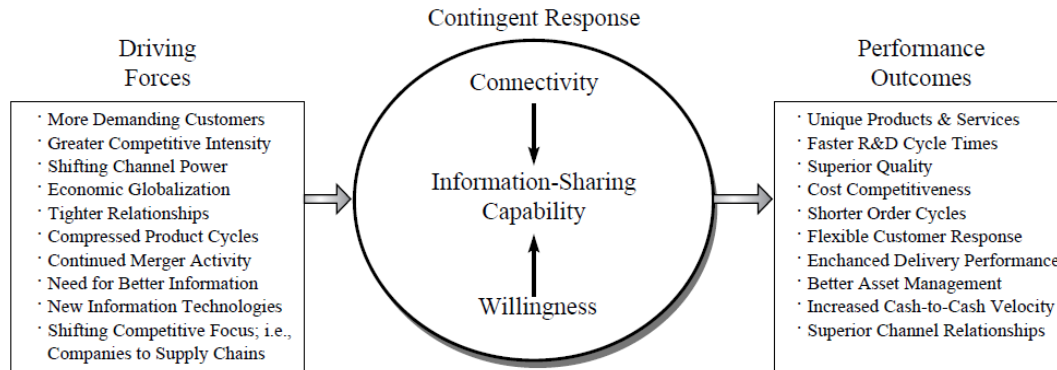 Contingent Response
Driving
Forces
· More Demanding Customers
· Greater Competitive Intensity
· Shifting Channel Power
· Economic Globalization
· Tighter Relationships
· Compressed Product Cycles
· Continued Merger Activity
· Need for Better Information
· New Information Technologies
· Shifting Competitive Focus; i.e.,
Companies to Supply Chains
Connectivity
Information-Sharing
Capability
Willingness
Performance
Outcomes
· Unique Products & Services
· Faster R&D Cycle Times
· Superior Quality
· Cost Competitiveness
· Shorter Order Cycles
· Flexible Customer Response
· Enchanced Delivery Performance
· Better Asset Management
· Increased Cash-to-Cash Velocity
· Superior Channel Relationships